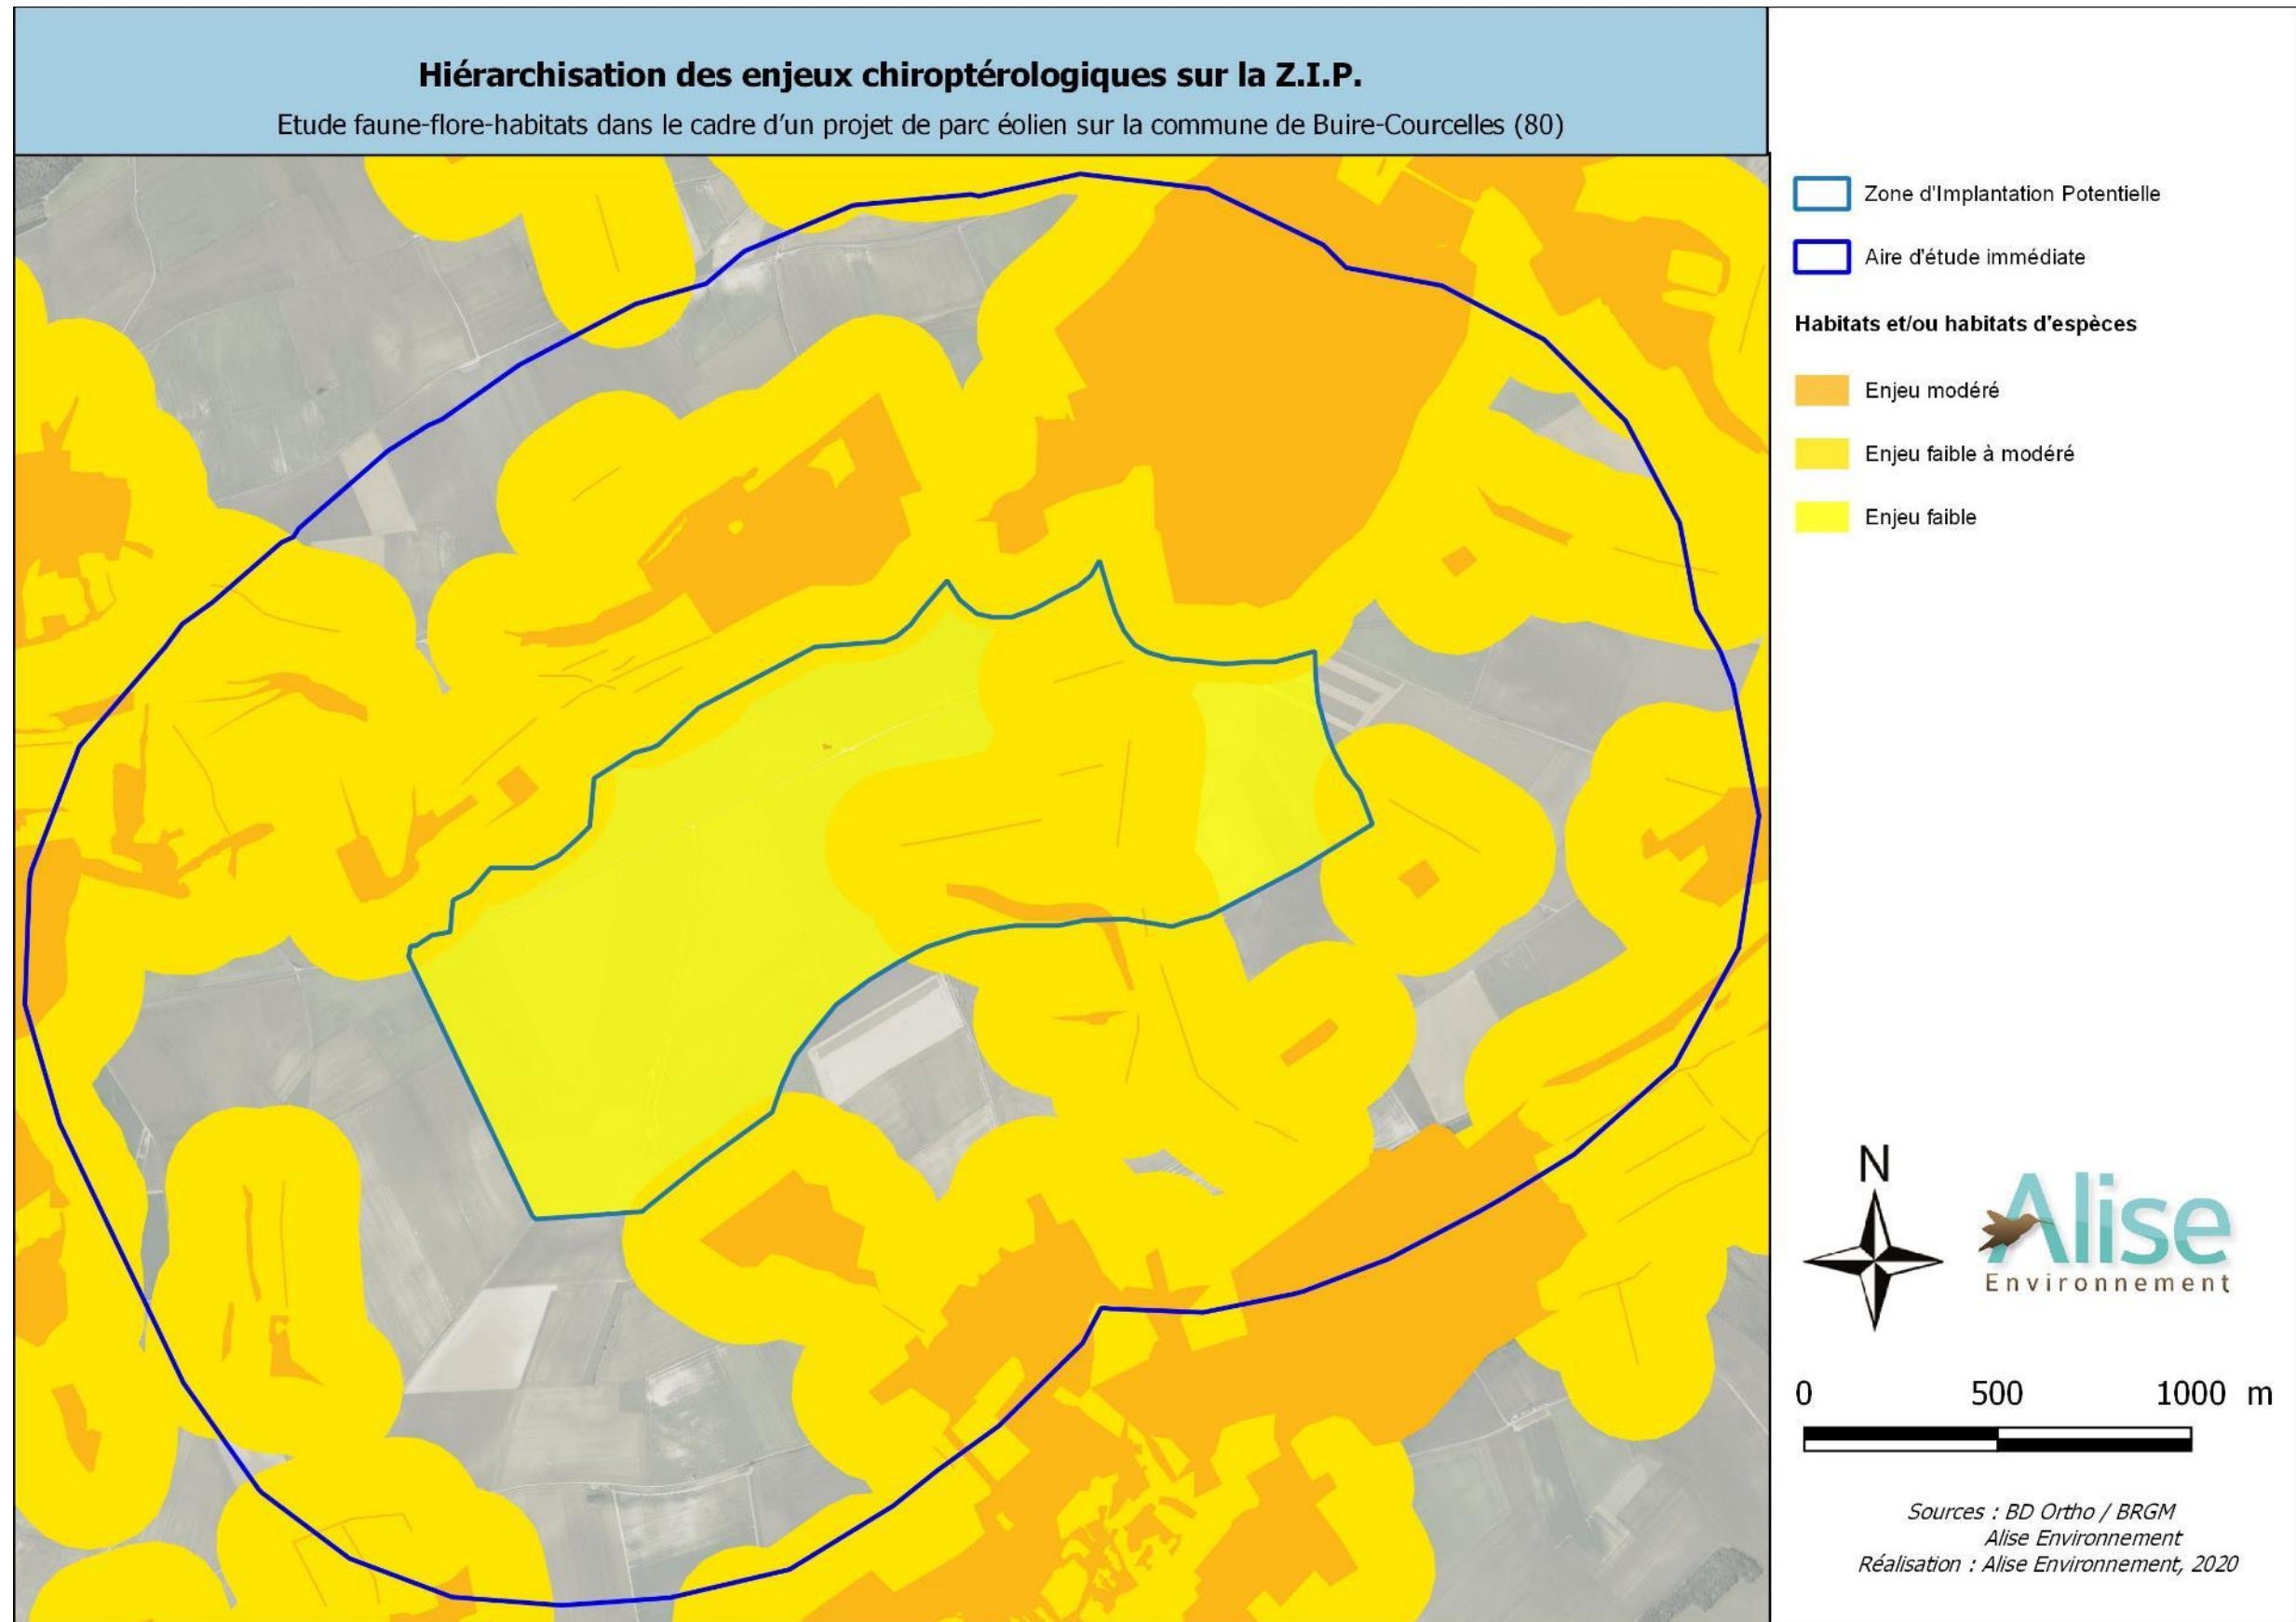 Hiérarchisation des enjeux chiroptérologiques sur la Z.I.P.
Etude faune-flore-habitats dans le cadre d'un projet de parc éolien sur la commune de Buire-Courcelles (80)
Zone d'Implantation Potentielle
Aire d'étude immédiate
Habitats et/ou habitats d'espèces
Enjeu modéré
Enjeu faible à modéré
Enjeu faible
N
Alise
Environnement
0 500 1000 m
Sources : BD Ortho / BRGM
Alise Environnement
Réalisation : Alise Environnement, 2020